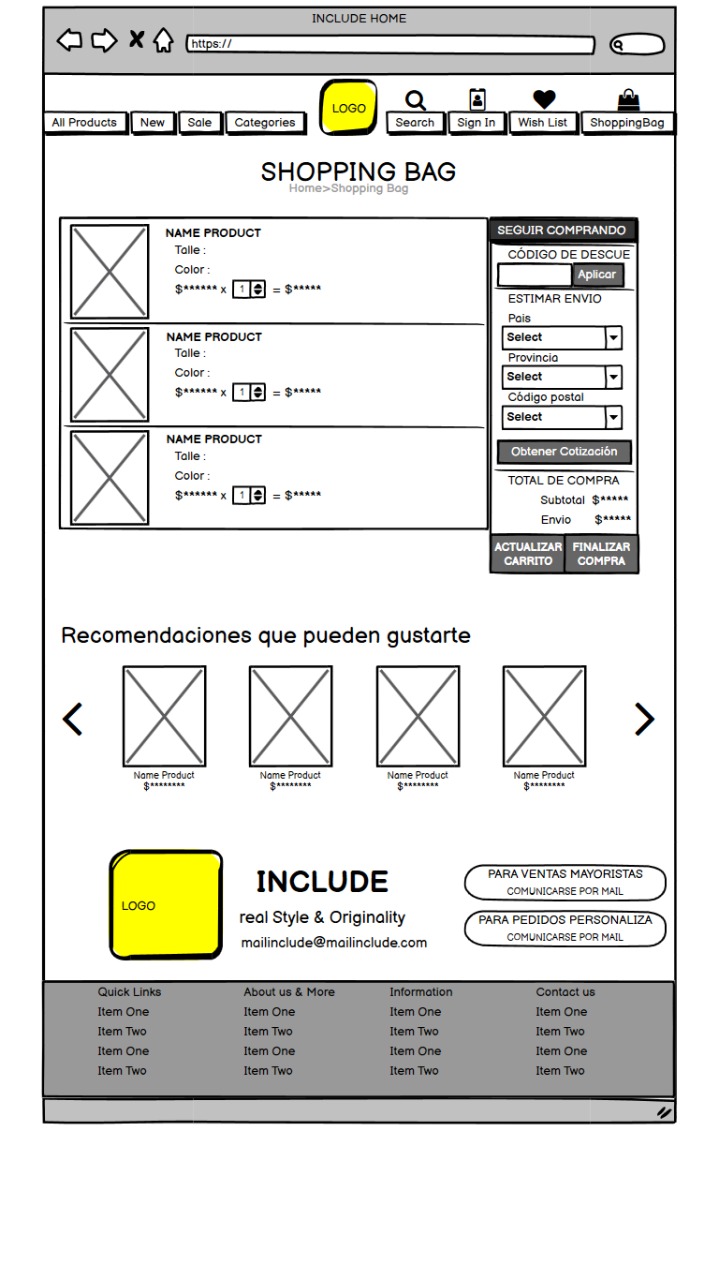 INCLUDE HOME
https://
All Products New Sale Categories LOGO Search Sign In Wish List ShoppingBag
SHOPPING BAG
Home>Shopping Bag
NAME PRODUCT
Talle :
Color :
$****** x 1 = $*****
NAME PRODUCT
Talle :
Color :
$****** x 1 = $*****
NAME PRODUCT
Talle :
Color :
$****** x 1 = $*****
SEGUIR COMPRANDO
CÓDIGO DE DESCUE
Aplicar
ESTIMAR ENVIO
Pais
Select
Provincia
Select
Código postal
Select
Obtener Cotización
TOTAL DE COMPRA
Subtotal $*****
Envio $*****
ACTUALIZAR CARRITO
FINALIZAR COMPRA
Recomendaciones que pueden gustarte
Name Product Name Product Name Product Name Product
$******** $******** $******** $********
LOGO
INCLUDE
real Style & Originality
mailinclude@mailinclude.com
PARA VENTAS MAYORISTAS
COMUNICARSE POR MAIL
PARA PEDIDOS PERSONALIZA
COMUNICARSE POR MAIL
Quick Links About us & More Information Contact us
Item One Item One Item One Item One
Item Two Item Two Item Two Item Two
Item One Item One Item One Item One
Item Two Item Two Item Two Item Two